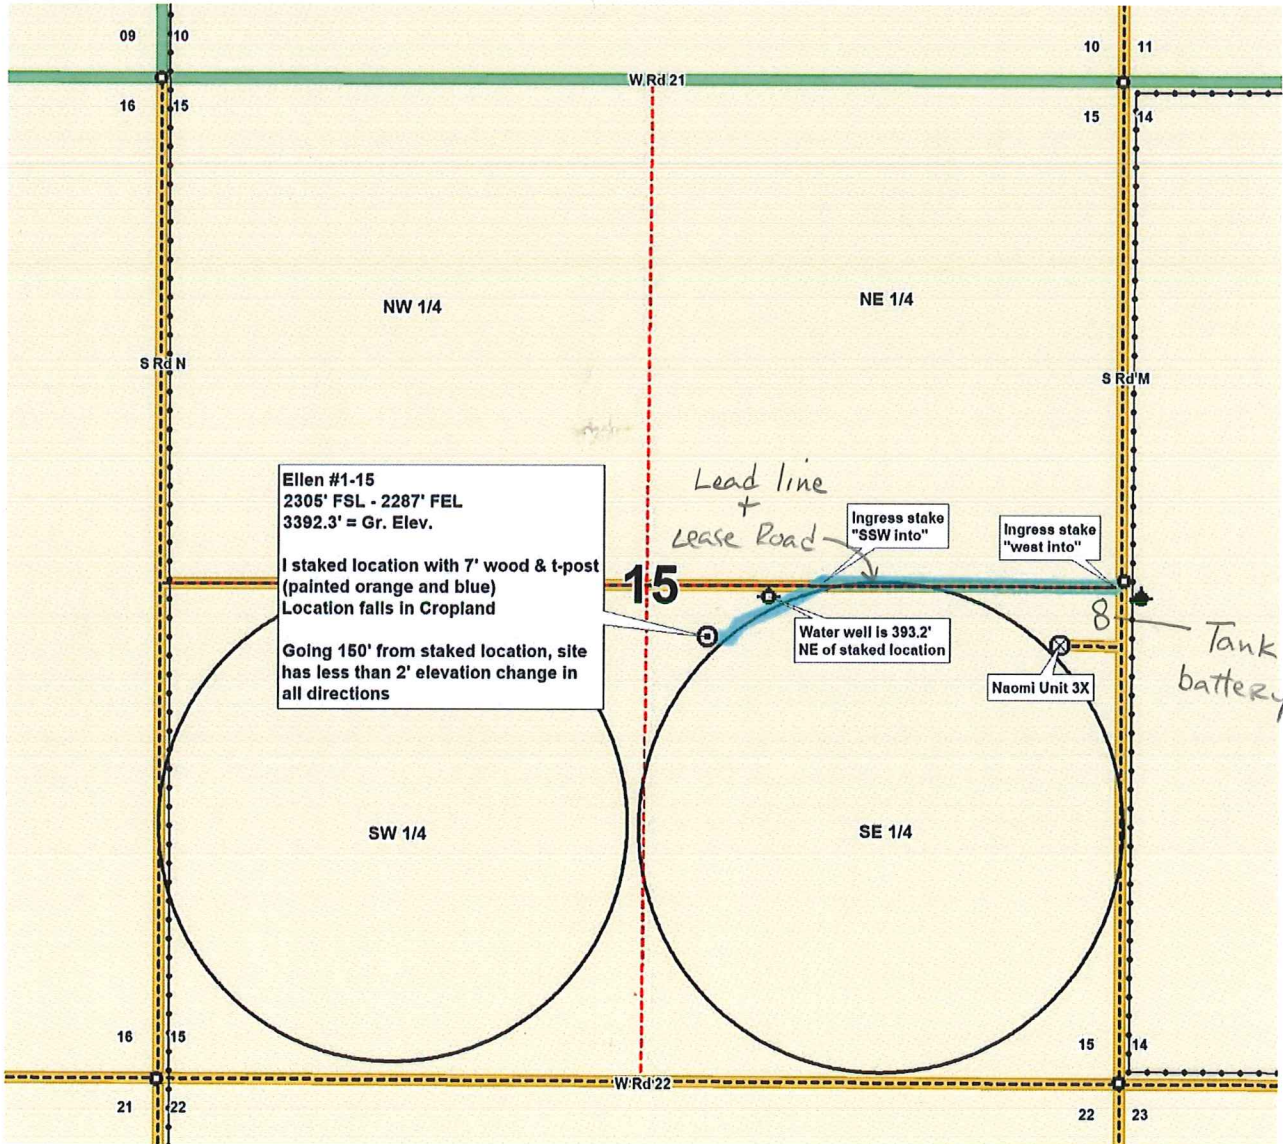 09 10
10 11
W Rd 21
16 15
15 14
NW 1/4
NE 1/4
S Rd N
S Rd M
Ellen #1-15
2305' FSL - 2287' FEL
3392.3' = Gr. Elev.
I staked location with 7' wood & t-post
(painted orange and blue)
Location falls in Cropland
Going 150' from staked location, site
has less than 2' elevation change in
all directions
Lead line
+
Lease Road
Ingress stake
"SSW into"
Ingress stake
"west into"
15
Water well is 393.2'
NE of staked location
8
Tank
battery
Naomi Unit 3X
SW 1/4
SE 1/4
16 15
15 14
W Rd 22
21 22
22 23